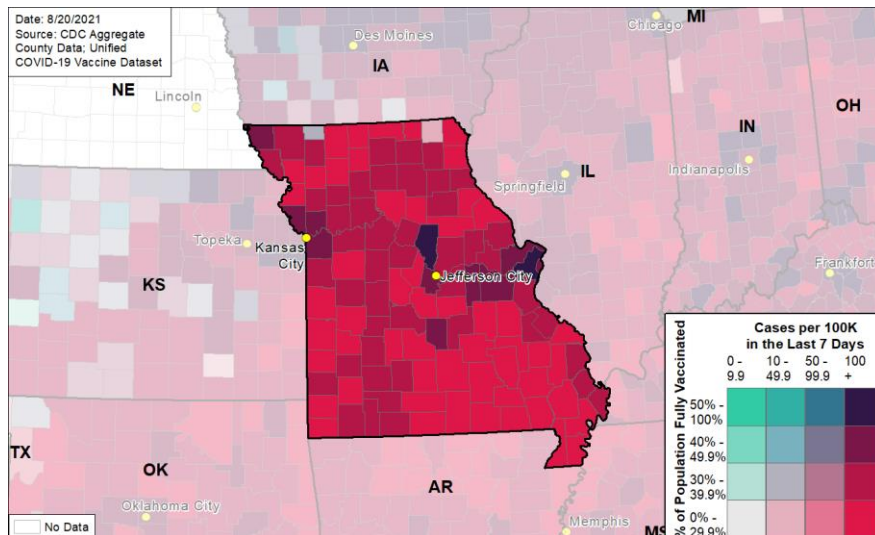 Date: 8/20/2021
Source: CDC Aggregate
County Data; Unified
COVID-19 Vaccine Dataset
NE
Lincoln
Des Moines
IA
Chicago
MI
IN
OH
Indianapolis
IL
Springfield
Topeka
Kansas
City
Jefferson City
Frankfort
KS
TX
OK
Oklahoma City
AR
Memphis
MS
No Data
Cases per 100K
in the Last 7 Days
0 -
9.9
10 -
49.9
50 -
99.9
100
+
% of Population Fully Vaccinated
50% -
100%
40% -
49.9%
30% -
39.9%
0% -
29.9%